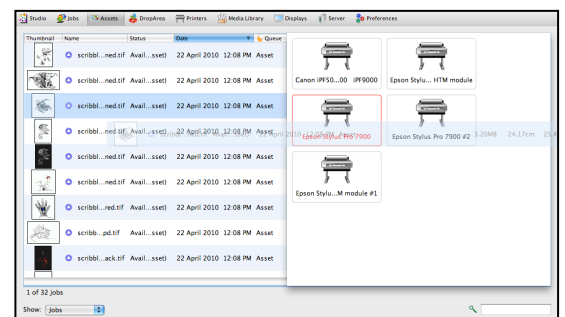 Studio Jobs Assets DropArea Printers Media Library Displays Server Preferences
Thumbnail Name Status Date Queue
scribbl...ned.tif Avail...sset) 22 April 2010 12:08 PM Asset
scribbl...ned.tif Avail...sset) 22 April 2010 12:08 PM Asset
scribbl...ned.tif Avail...sset) 22 April 2010 12:08 PM Asset
scribbl...ned.tif Avail...sset) 22 April 2010 12:08 PM Asset
scribbl...ned.tif Avail...sset) 22 April 2010 12:08 PM Asset
scribbl...ned.tif Avail...sset) 22 April 2010 12:08 PM Asset
scribbl...red.tif Avail...sset) 22 April 2010 12:08 PM Asset
scribb...pd.tif Avail...sset) 22 April 2010 12:08 PM Asset
scribbl...ack.tif Avail...sset) 22 April 2010 12:08 PM Asset
Canon iPF50...00 iPF9000
Epson Stylu... HTM module
Epson Stylus Pro 7900
Epson Stylus Pro 7900 #2
22 April 2010 12:08 PM Asset 3.20MB 24.17cm
Epson Stylu...M module #1
1 of 32 jobs
Show: Jobs